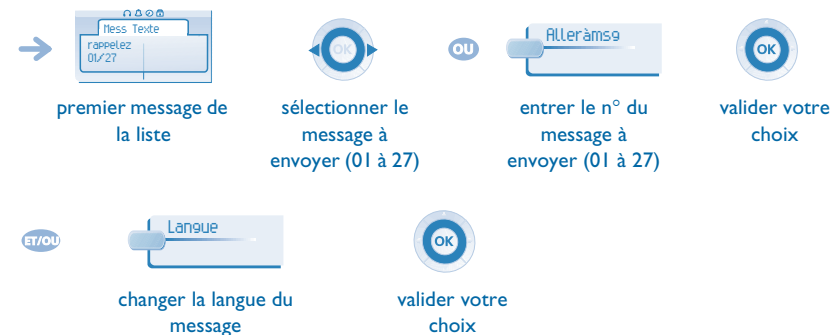 Mess Texte
rappelez
01/27
OK
OU
Alleràmsg
OK
premier message de
la liste
sélectionner le
message à
envoyer (01 à 27)
entrer le n° du
message à
envoyer (01 à 27)
valider votre
choix
ET/OU
Langue
OK
changer la langue du
message
valider votre
choix